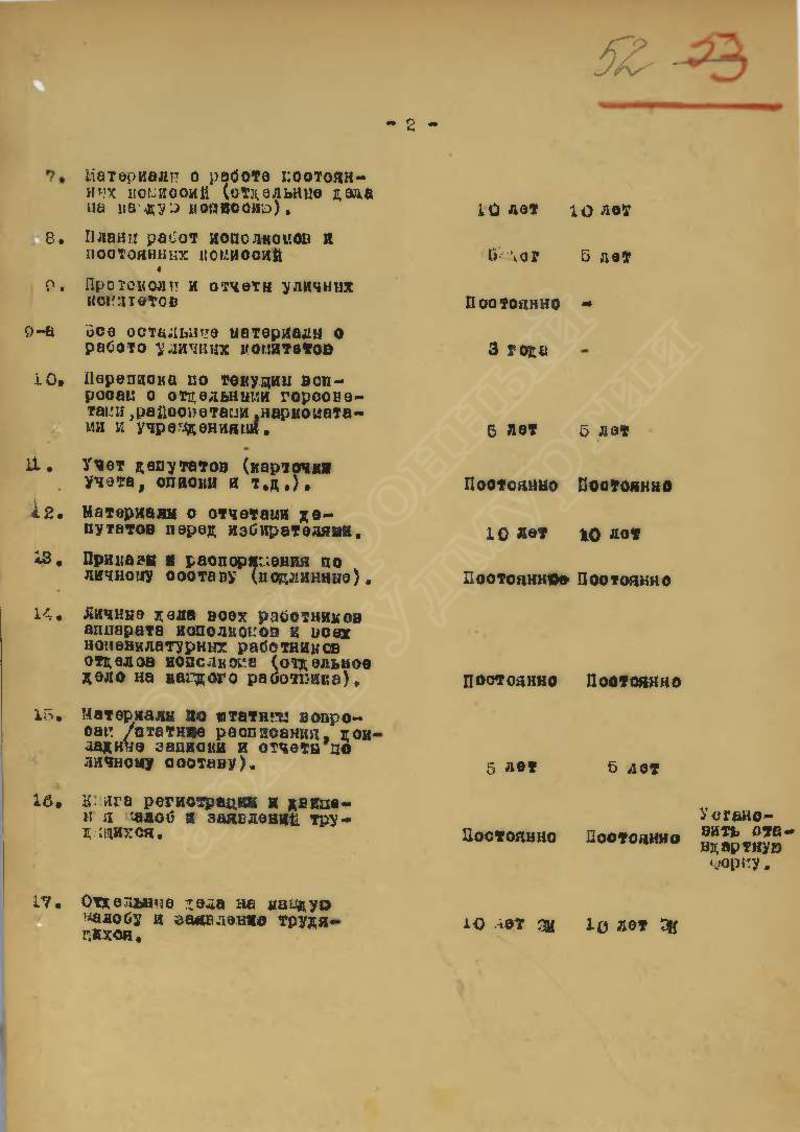 52 53
- 2 -
7. Материалы о работе постоян-
ных комиссий (отдельные дела
на каждую комиссию). 10 лет 10 лет
8. Планы работ исполкомов и
постоянных комиссий 5 лет
9. Протоколы и отчеты уличных
комитетов Постоянно -
9-а Все остальные материалы о
работе уличных комитетов 3 года -
10. Переписка по текущим воп-
росам с отдельными горсове-
тами,райсоветами,наркомата-
ми и учреждениями. 5 лет 5 лет
11. Учет депутатов (карточки
учета, списки и т.д.). Постоянно Постоянно
12. Материалы о отчетами де-
путатов перед избирателями. 10 лет 10 лет
13. Приказы и распоряжения по
личному составу (подлинные). Постоянно Постоянно
14. Личные дела всех работников
аппарата исполкомов и всех
номенклатурных работников
отделов исполкома (отдельное
дело на каждого работника). Постоянно Постоянно
15. Материалы по штатным вопро-
сам /штатные расписания, док-
ладные записки и отчеты по
личному составу). 5 лет 5 лет
16. Книга регистрации и движе-
ния жалоб и заявлений тру-
дящихся. Постоянно Постоянно
Устано-
вить ста-
ндартную
форму.
17. Отдельные дела на каждую
жалобу и заявление трудя-
щихся. 10 лет ЭК 10 лет ЭК